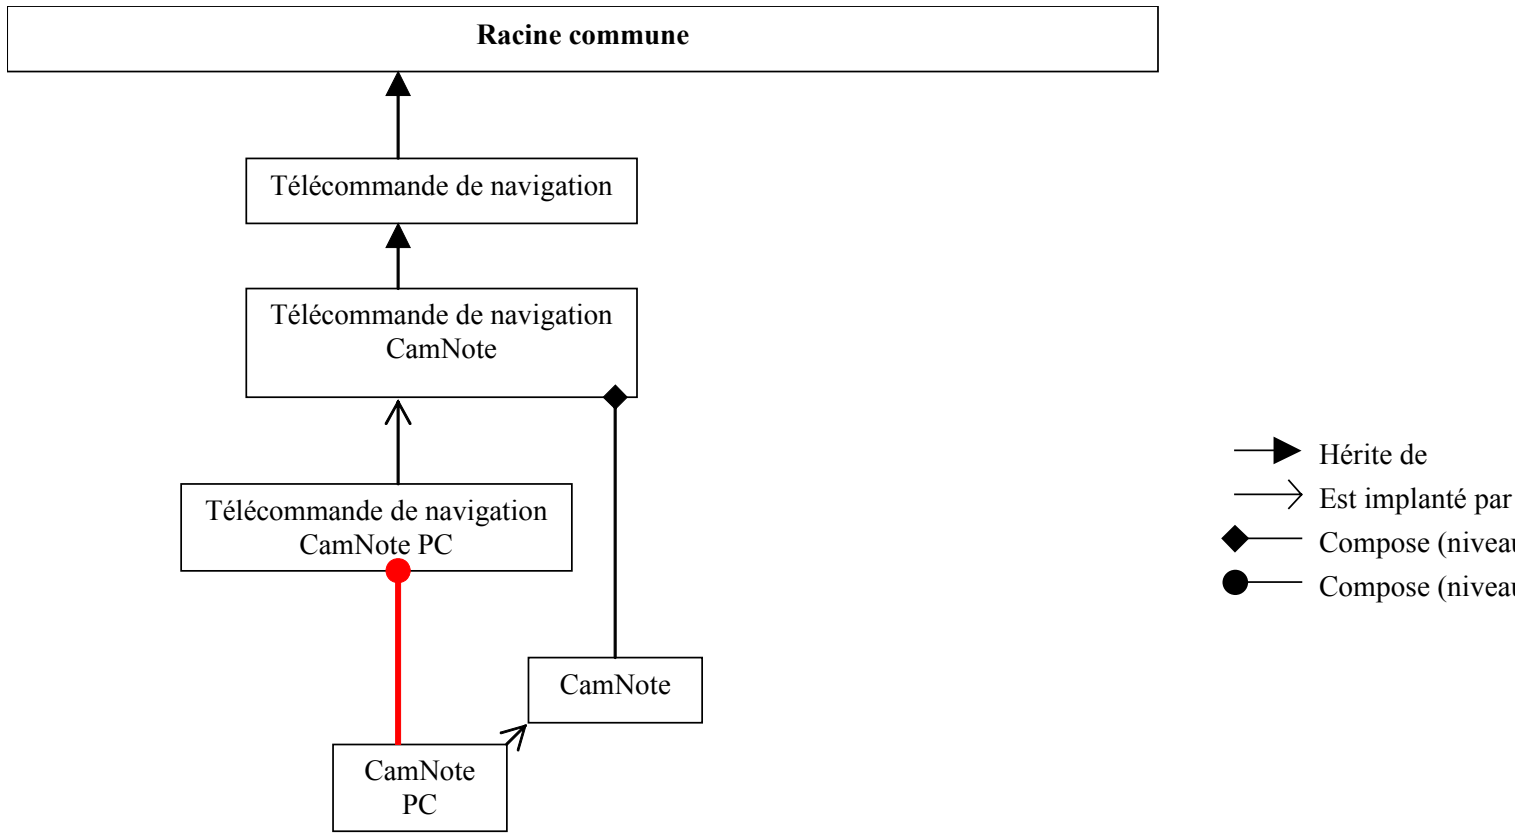 Racine commune
Télécommande de navigation
Télécommande de navigation
CamNote
Télécommande de navigation
CamNote PC
CamNote
CamNote
PC
Hérite de
Est implanté par
Compose (niveau
Compose (niveau